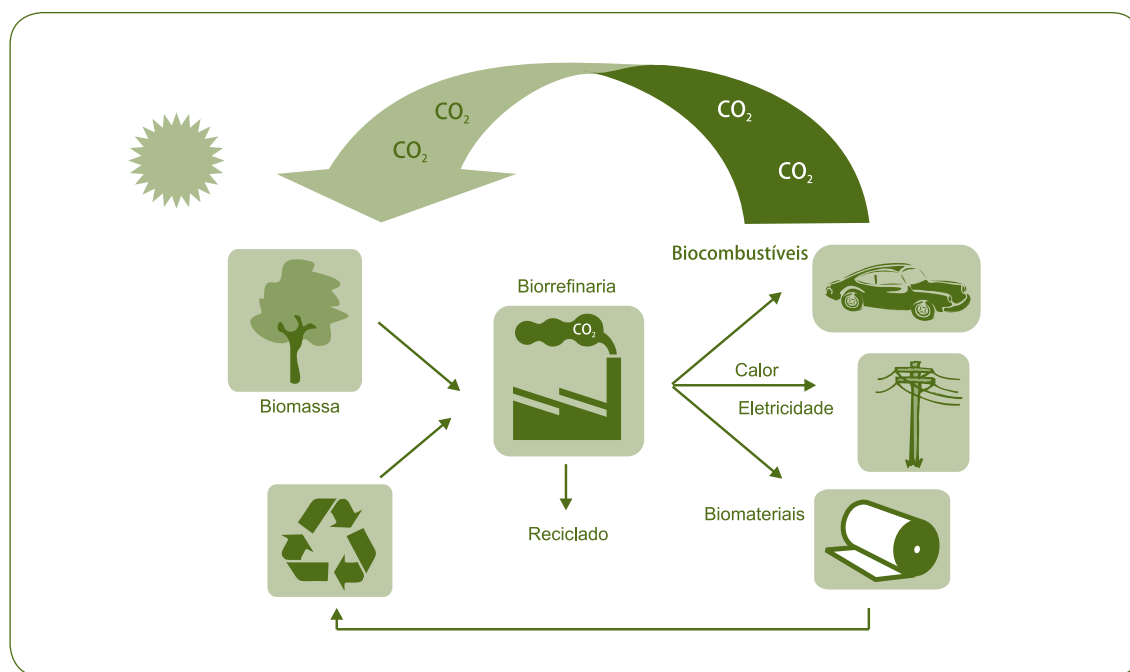 CO₂
CO₂
CO₂
CO₂
Biocombustíveis
Biorrefinaria
CO₂
Calor
Eletricidade
Biomassa
Biomateriais
Reciclado